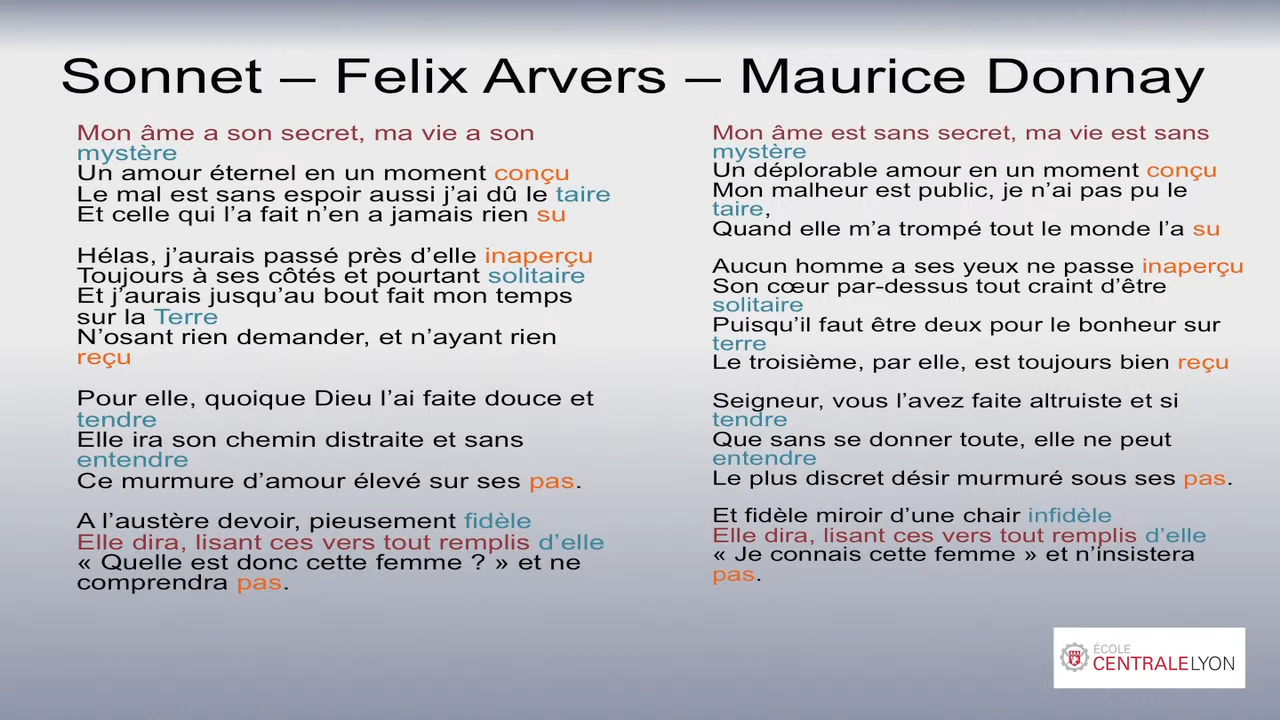 Sonnet – Felix Arvers – Maurice Donnay
Mon âme a son secret, ma vie a son
mystère
Un amour éternel en un moment conçu
Le mal est sans espoir aussi j’ai dû le taire
Et celle qui l’a fait n’en a jamais rien su
Hélas, j’aurais passé près d’elle inaperçu
Toujours à ses côtés et pourtant solitaire
Et j’aurais jusqu’au bout fait mon temps
sur la Terre
N’osant rien demander, et n’ayant rien
reçu
Pour elle, quoique Dieu l’ai faite douce et
tendre
Elle ira son chemin distraite et sans
entendre
Ce murmure d’amour élevé sur ses pas.
A l’austère devoir, pieusement fidèle
Elle dira, lisant ces vers tout remplis d’elle
« Quelle est donc cette femme ? » et ne
comprendra pas.
Mon âme est sans secret, ma vie est sans
mystère
Un déplorable amour en un moment conçu
Mon malheur est public, je n’ai pas pu le
taire,
Quand elle m’a trompé tout le monde l’a su
Aucun homme a ses yeux ne passe inaperçu
Son cœur par-dessus tout craint d’être
solitaire
Puisqu’il faut être deux pour le bonheur sur
terre
Le troisième, par elle, est toujours bien reçu
Seigneur, vous l’avez faite altruiste et si
tendre
Que sans se donner toute, elle ne peut
entendre
Le plus discret désir murmuré sous ses pas.
Et fidèle miroir d’une chair infidèle
Elle dira, lisant ces vers tout remplis d’elle
« Je connais cette femme » et n’insistera
pas.
ÉCOLE
CENTRALELYON